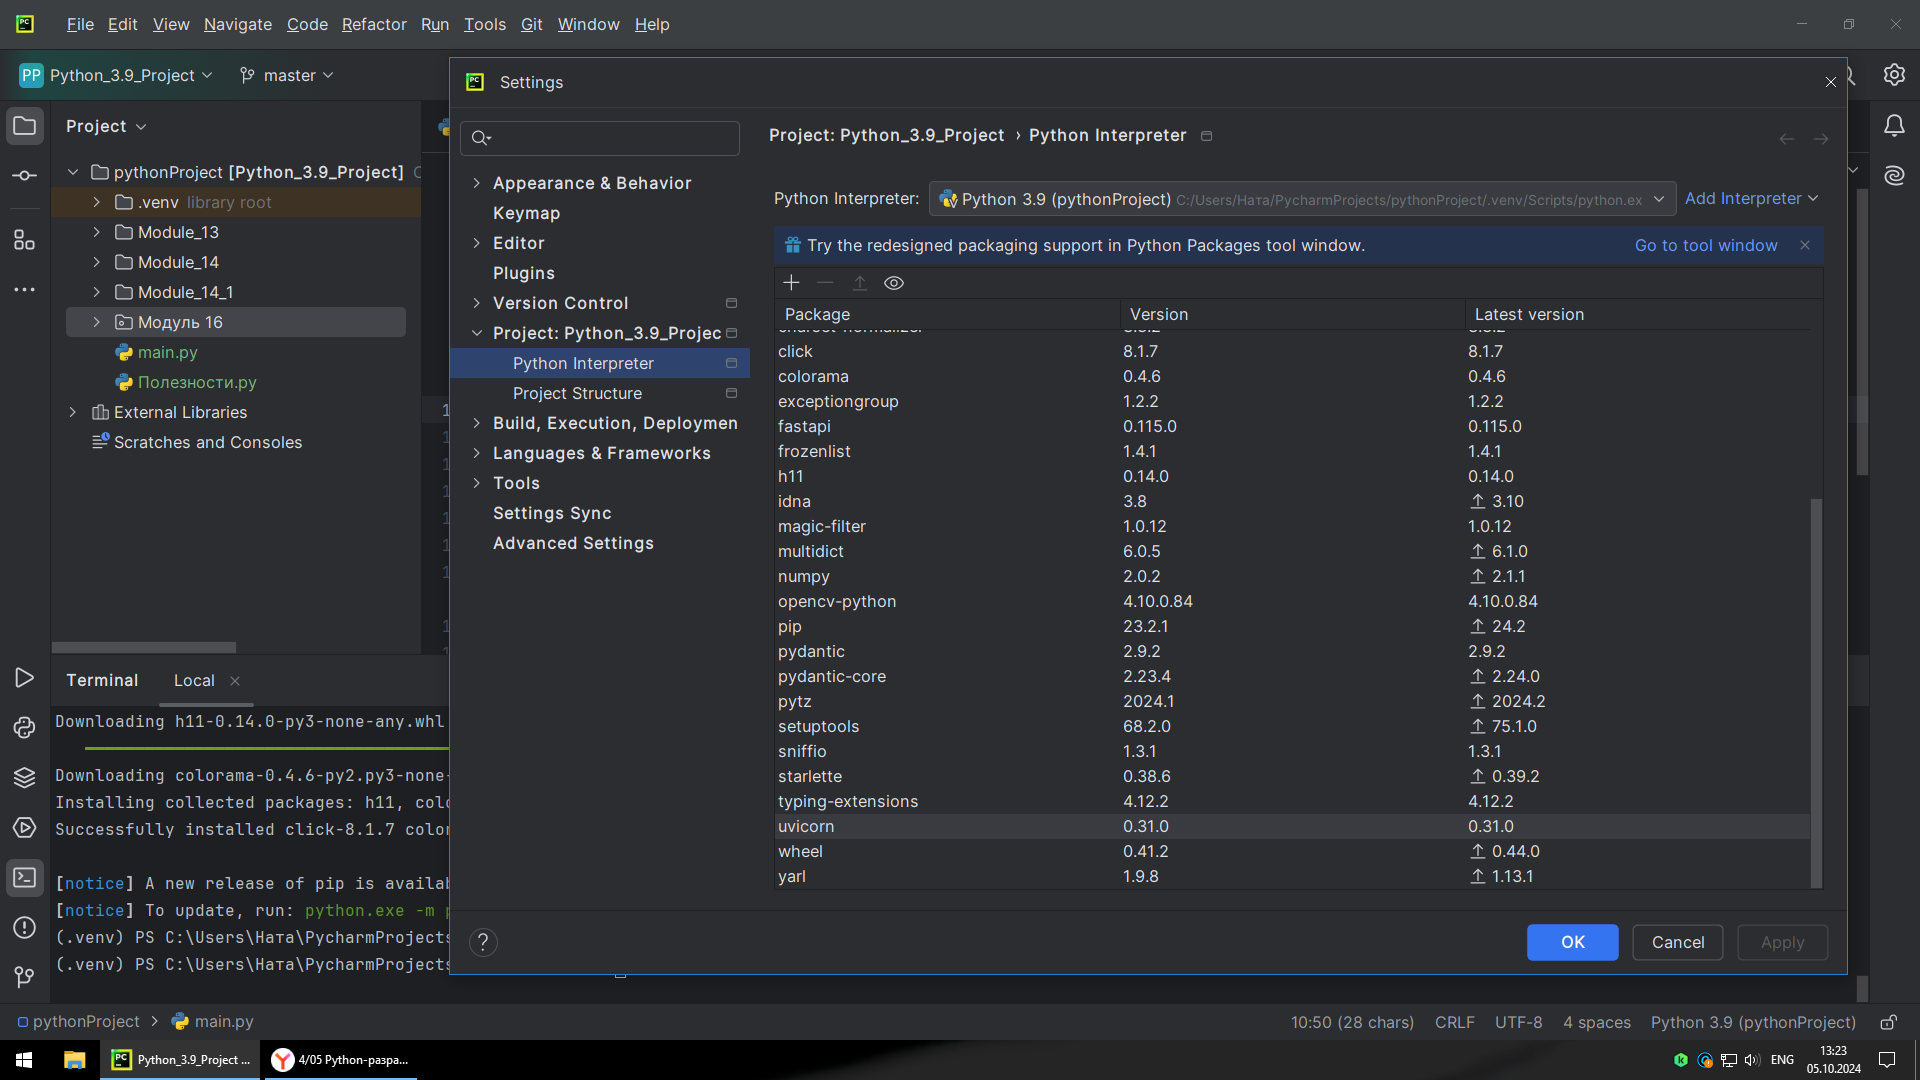 File Edit View Navigate Code Refactor Run Tools Git Window Help
PP Python_3.9_Project master
Settings
Project
Project: Python_3.9_Project › Python Interpreter
pythonProject [Python_3.9_Project]
.venv library root
Module_13
Module_14
Module_14_1
Модуль 16
main.py
Полезности.py
External Libraries
Scratches and Consoles
Appearance & Behavior
Keymap
Editor
Plugins
Version Control
Project: Python_3.9_Projec
Python Interpreter
Project Structure
Build, Execution, Deploymen
Languages & Frameworks
Tools
Settings Sync
Advanced Settings
Python Interpreter: Python 3.9 (pythonProject) C:/Users/Ната/PycharmProjects/pythonProject/.venv/Scripts/python.ex Add Interpreter
Try the redesigned packaging support in Python Packages tool window. Go to tool window
Package Version Latest version
click 8.1.7 8.1.7
colorama 0.4.6 0.4.6
exceptiongroup 1.2.2 1.2.2
fastapi 0.115.0 0.115.0
frozenlist 1.4.1 1.4.1
h11 0.14.0 0.14.0
idna 3.8 3.10
magic-filter 1.0.12 1.0.12
multidict 6.0.5 6.1.0
numpy 2.0.2 2.1.1
opencv-python 4.10.0.84 4.10.0.84
pip 23.2.1 24.2
pydantic 2.9.2 2.9.2
pydantic-core 2.23.4 2.24.0
pytz 2024.1 2024.2
setuptools 68.2.0 75.1.0
sniffio 1.3.1 1.3.1
starlette 0.38.6 0.39.2
typing-extensions 4.12.2 4.12.2
uvicorn 0.31.0 0.31.0
wheel 0.41.2 0.44.0
yarl 1.9.8 1.13.1
? OK Cancel Apply
Terminal Local
Downloading h11-0.14.0-py3-none-any.whl
Downloading colorama-0.4.6-py2.py3-none-
Installing collected packages: h11, colo
Successfully installed click-8.1.7 color
[notice] A new release of pip is availab
[notice] To update, run: python.exe -m p
(.venv) PS C:\Users\Ната\PycharmProjects
(.venv) PS C:\Users\Ната\PycharmProjects
pythonProject main.py 10:50 (28 chars) CRLF UTF-8 4 spaces Python 3.9 (pythonProject)
Python_3.9_Project ... 4/05 Python-разра... ENG 13:23
05.10.2024